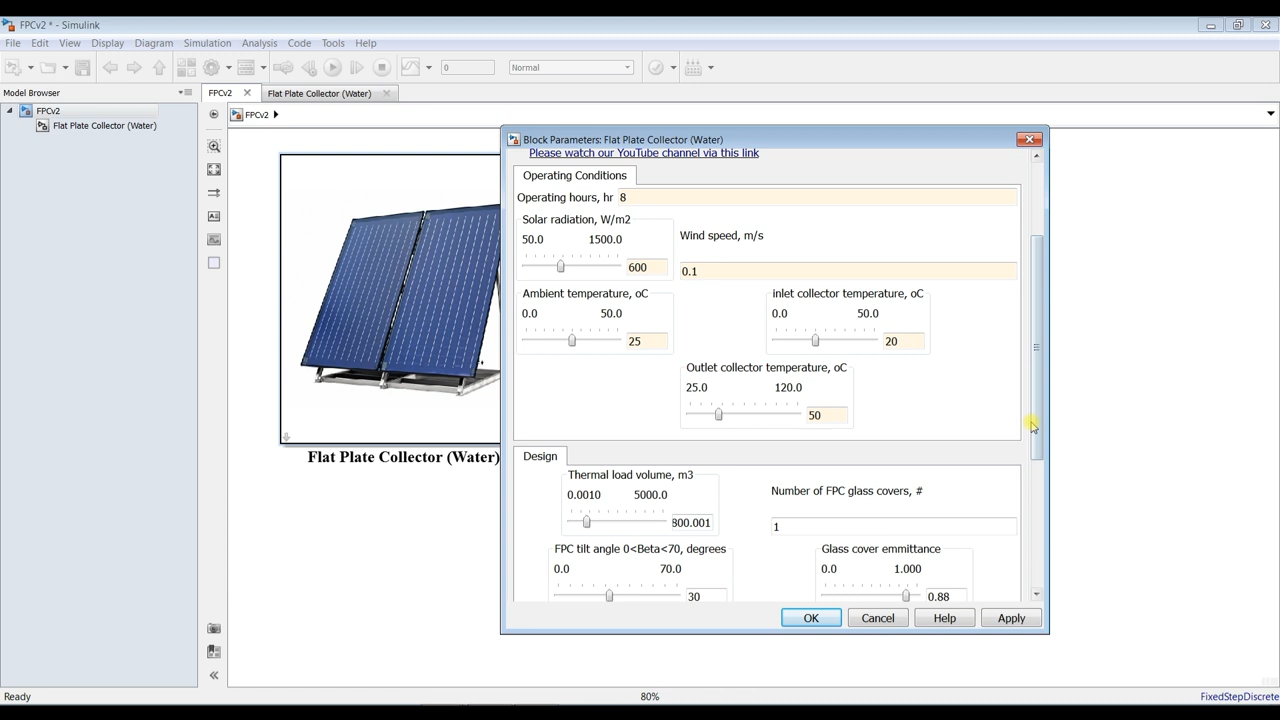 FPCv2 * - Simulink
File Edit View Display Diagram Simulation Analysis Code Tools Help
0 Normal
Model Browser
FPCv2 Flat Plate Collector (Water)
FPCv2
Flat Plate Collector (Water)
FPCv2
Flat Plate Collector (Water)
Block Parameters: Flat Plate Collector (Water)
Please watch our YouTube channel via this link
Operating Conditions
Operating hours, hr 8
Solar radiation, W/m2
50.0 1500.0
600
Wind speed, m/s
0.1
Ambient temperature, oC
0.0 50.0
25
inlet collector temperature, oC
0.0 50.0
20
Outlet collector temperature, oC
25.0 120.0
50
Design
Thermal load volume, m3
0.0010 5000.0
800.001
Number of FPC glass covers, #
1
FPC tilt angle 0<Beta<70, degrees
0.0 70.0
30
Glass cover emmittance
0.0 1.000
0.88
OK Cancel Help Apply
Ready 80% FixedStepDiscrete